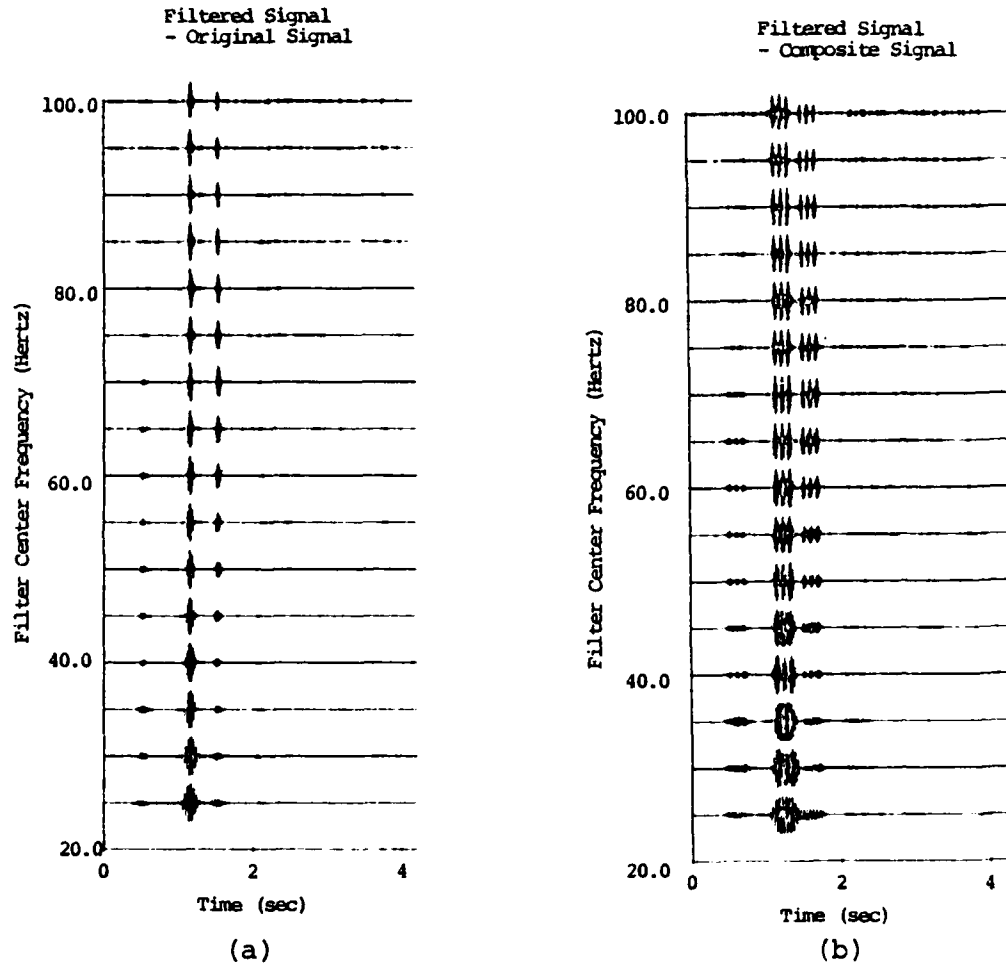 Filtered Signal
- Original Signal
100.0
80.0
60.0
40.0
20.0
Filter Center Frequency (Hertz)
0
2
4
Time (sec)
(a)
Filtered Signal
- Composite Signal
100.0
80.0
60.0
40.0
20.0
Filter Center Frequency (Hertz)
0
2
4
Time (sec)
(b)